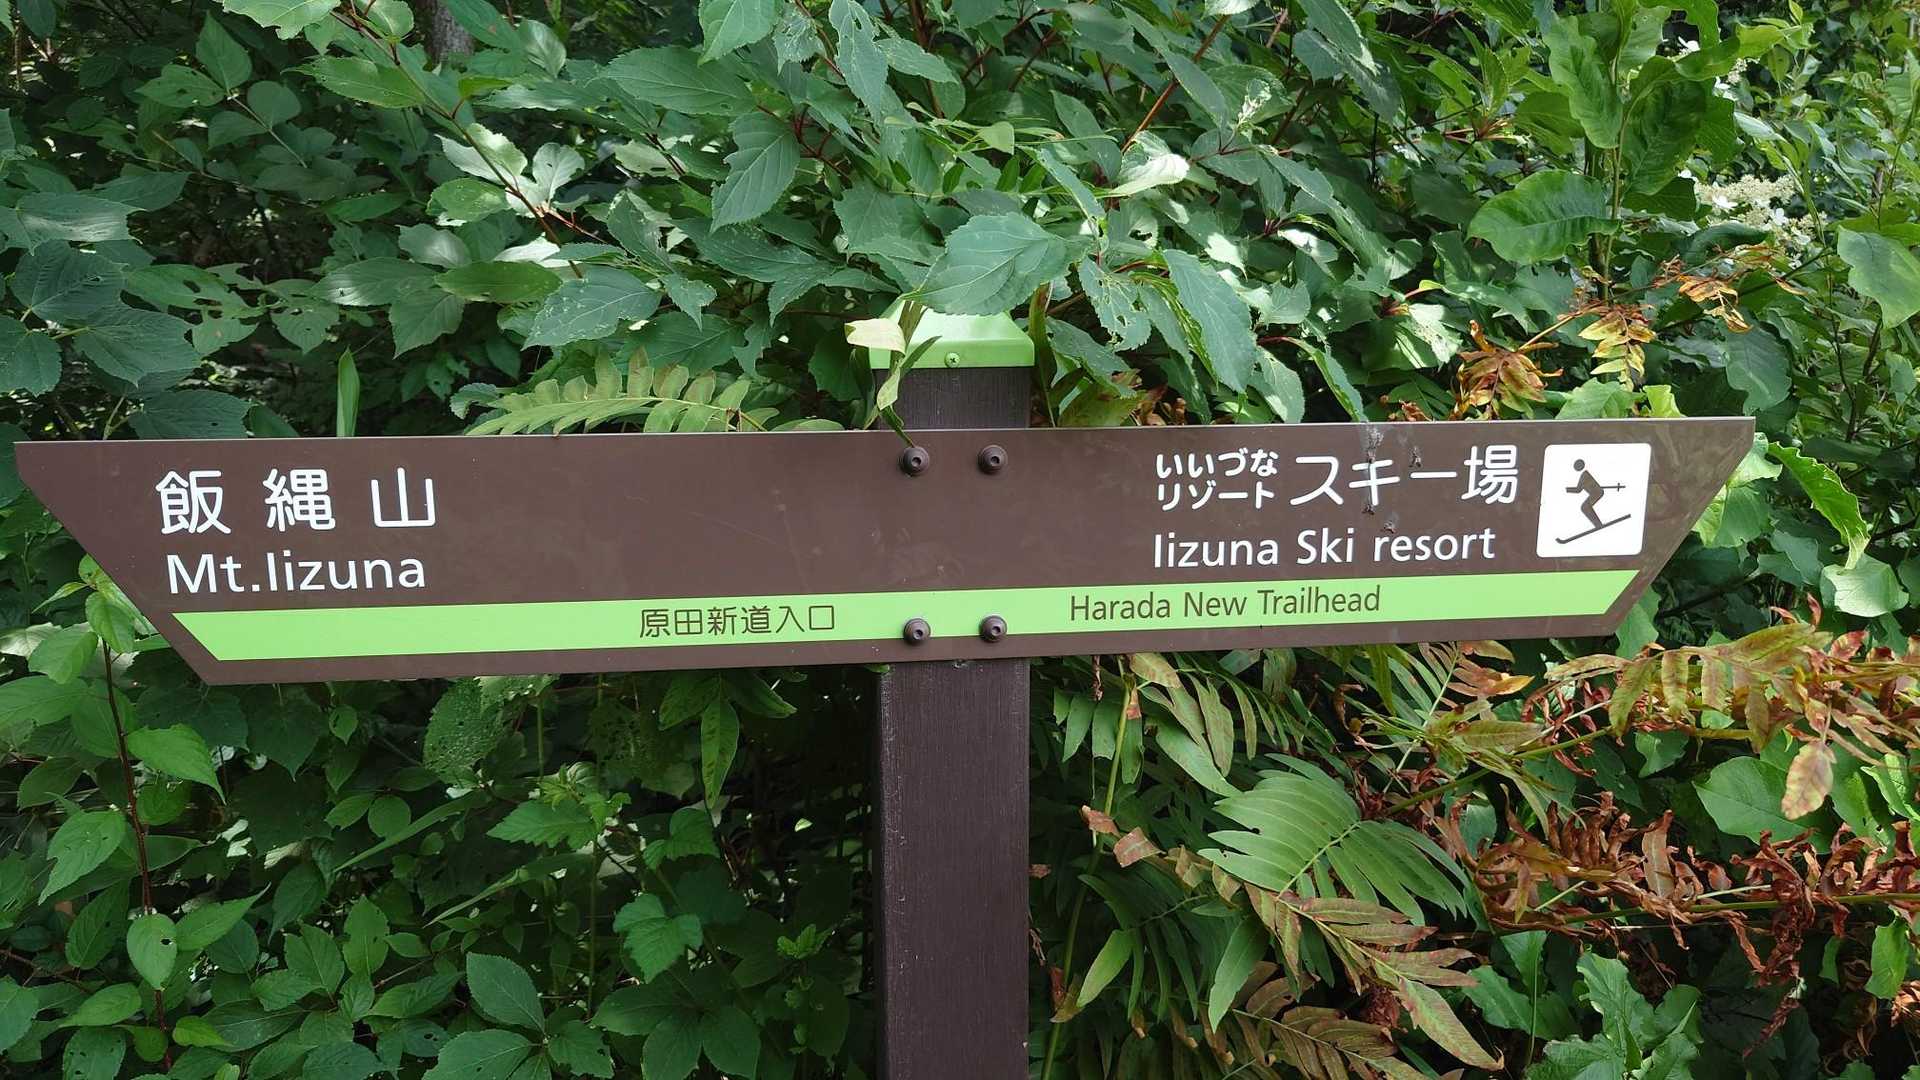 飯縄山
Mt.Iizuna
いいづな
リゾート スキー場
Iizuna Ski resort
原田新道入口
Harada New Trailhead